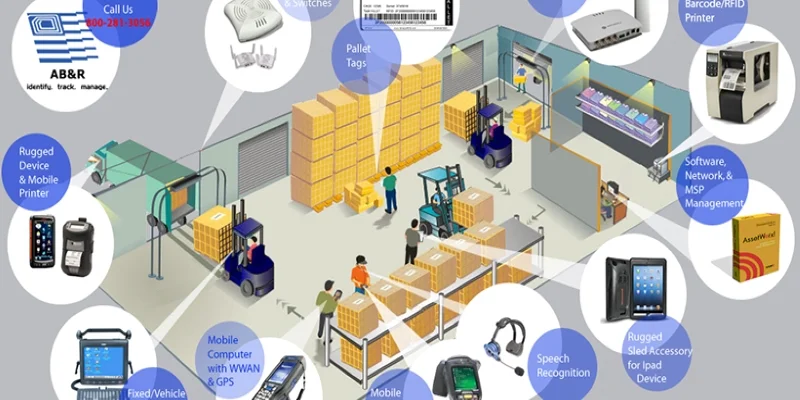 Call Us
800-281-3056
AB&R
identify. track. manage.
& Switches
Pallet
Tags
Barcode/RFID
Printer
Rugged
Device
& Mobile
Printer
Software,
Network, &
MSP
Management
AssetWorx!
Mobile
Computer
with WWAN
& GPS
Fixed/Vehicle
Mobile
Speech
Recognition
Rugged
Sled Accessory
for Ipad
Device